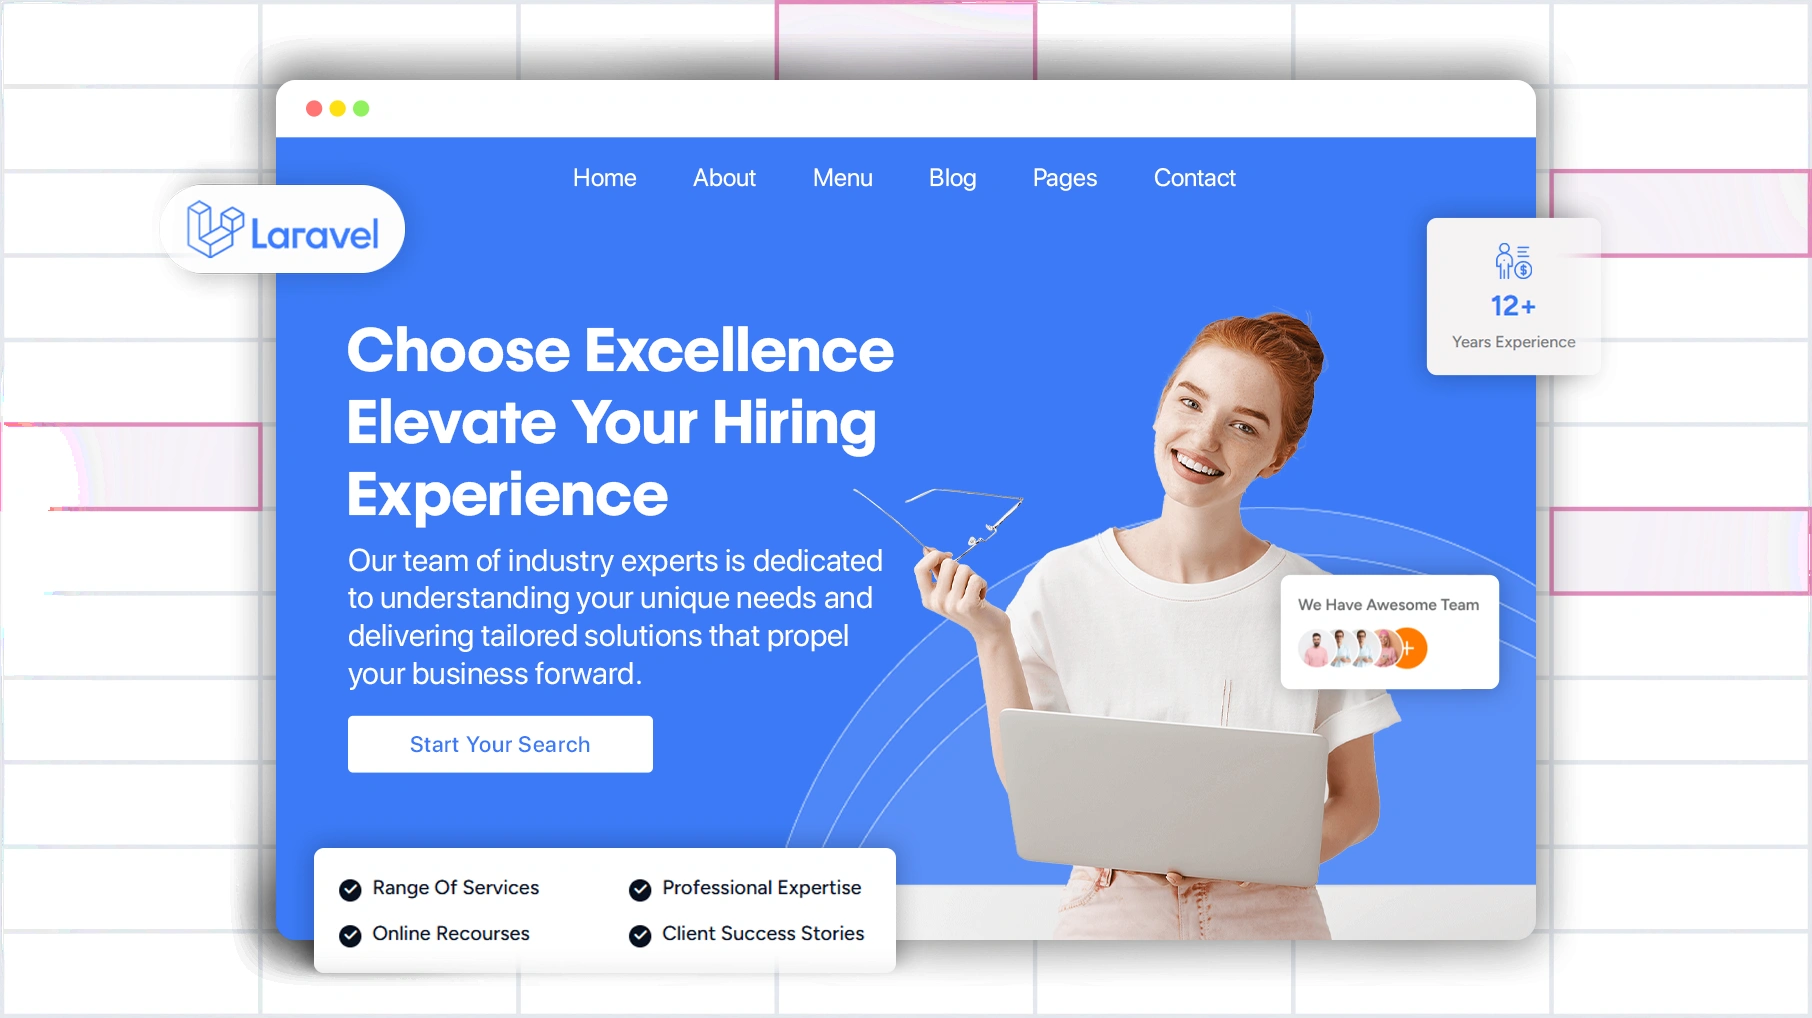 Home About Menu Blog Pages Contact
Laravel
12+
Years Experience
Choose Excellence
Elevate Your Hiring
Experience
Our team of industry experts is dedicated
to understanding your unique needs and
delivering tailored solutions that propel
your business forward.
We Have Awesome Team
+
Start Your Search
Range Of Services
Professional Expertise
Online Recourses
Client Success Stories